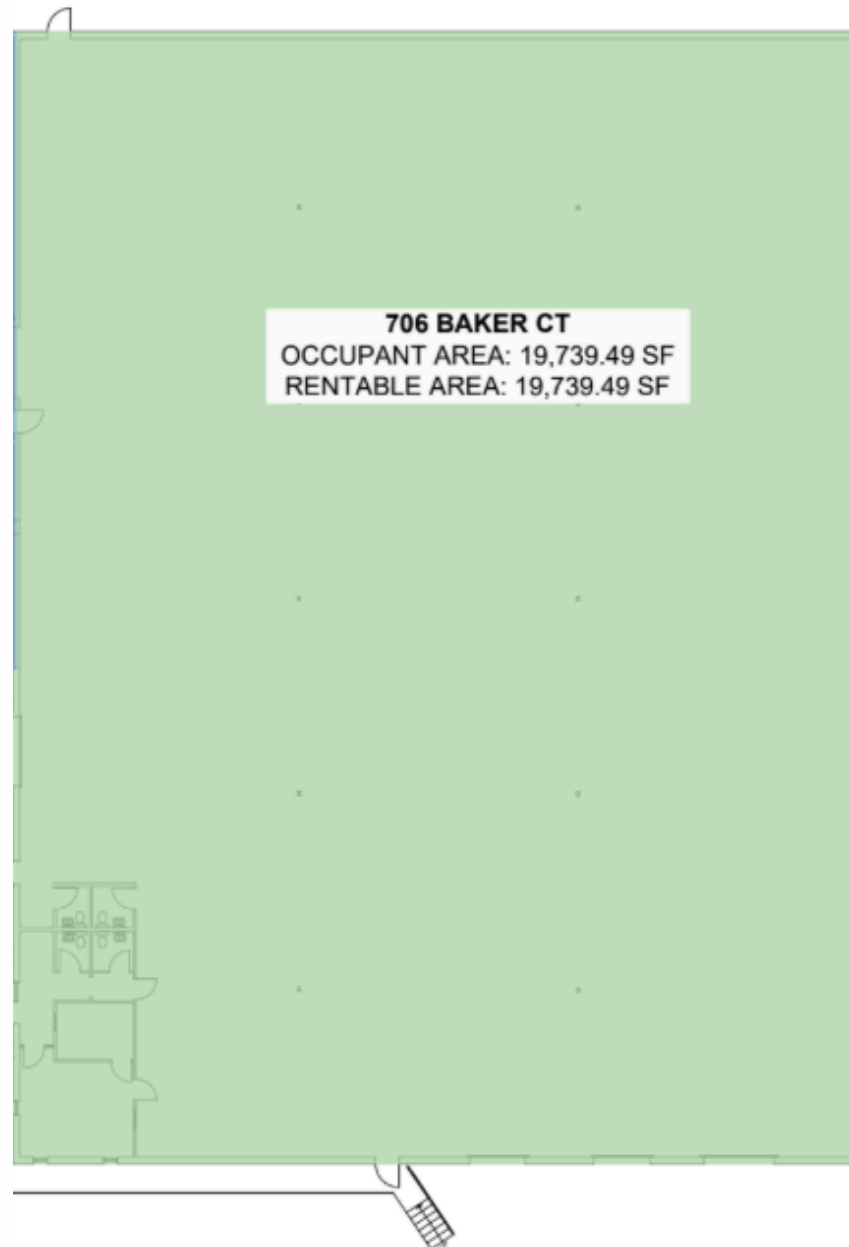 706 BAKER CT
OCCUPANT AREA: 19,739.49 SF
RENTABLE AREA: 19,739.49 SF